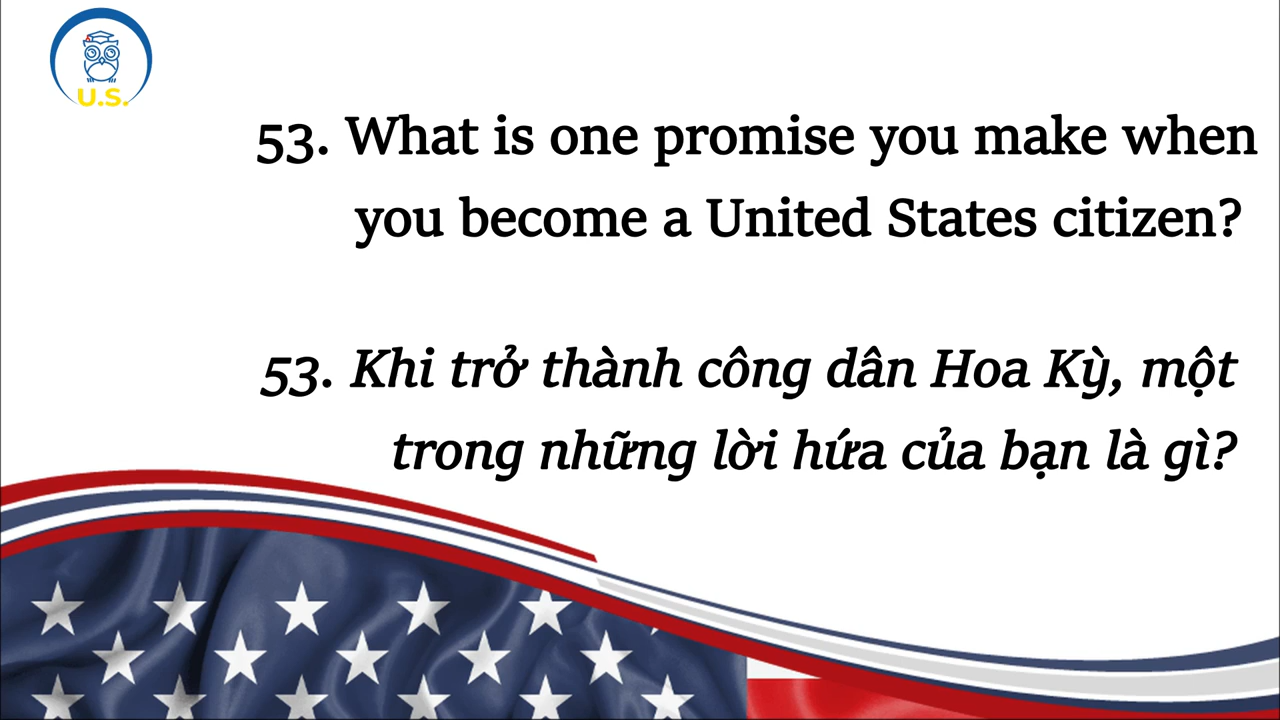 U.S.
53. What is one promise you make when
you become a United States citizen?
53. Khi trở thành công dân Hoa Kỳ, một
trong những lời hứa của bạn là gì?